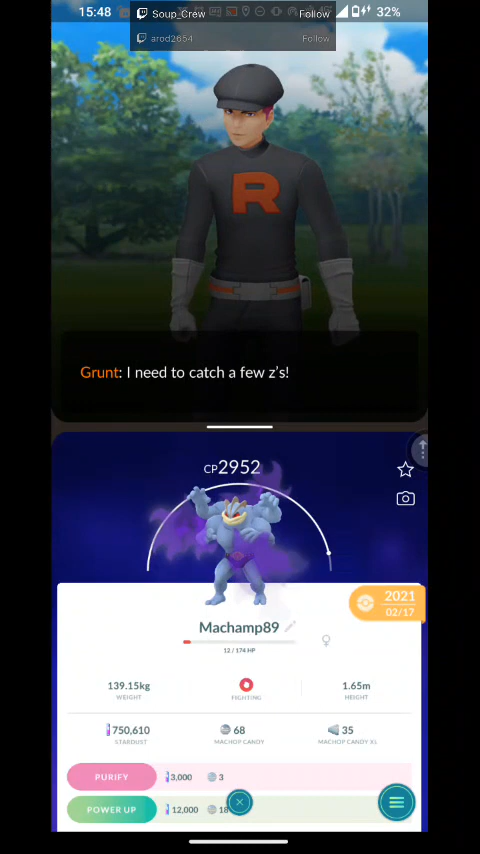 15:48
Soup_Crew Follow
32%
arod2654 Follow
R
Grunt: I need to catch a few z's!
CP2952
2021
02/17
Machamp89
12 / 174 HP
139.15kg
WEIGHT
FIGHTING
1.65m
HEIGHT
750,610
STARDUST
68
MACHOP CANDY
35
MACHOP CANDY XL
PURIFY 3,000 3
POWER UP 12,000 18